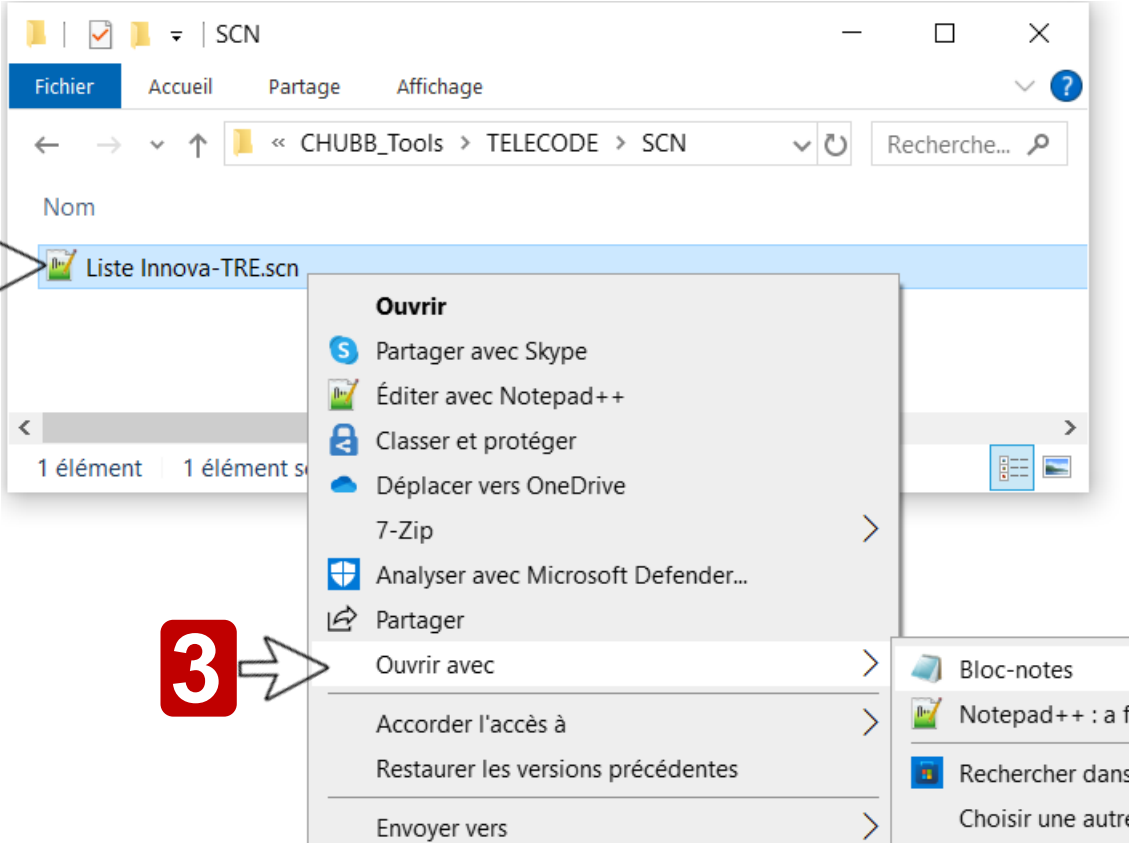 SCN
Fichier Accueil Partage Affichage ?
« CHUBB_Tools > TELECODE > SCN Recherche...
Nom
Liste Innova-TRE.scn
1 élément 1 élément
Ouvrir
Partager avec Skype
Éditer avec Notepad++
Classer et protéger
Déplacer vers OneDrive
7-Zip
Analyser avec Microsoft Defender...
Partager
3 Ouvrir avec
Accorder l'accès à
Restaurer les versions précédentes
Envoyer vers
Bloc-notes
Notepad++ : a
Rechercher dans
Choisir une autre